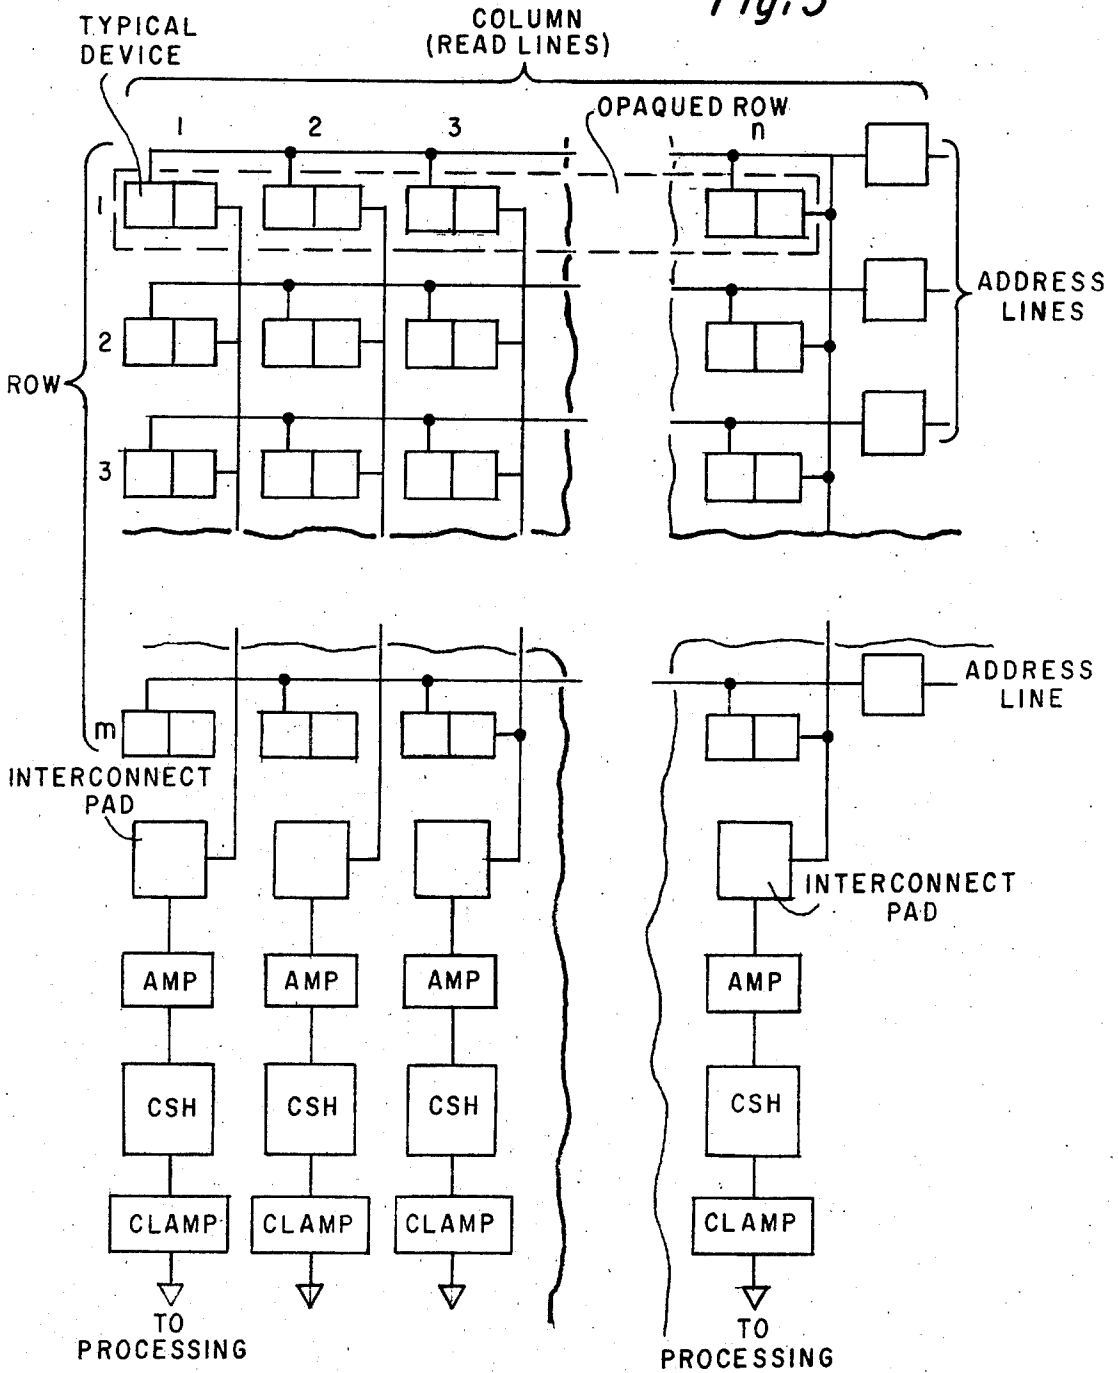 Fig. 5
TYPICAL
DEVICE
COLUMN
(READ LINES)
OPAQUED ROW
1 2 3 n
1
2
3
ROW
ADDRESS
LINES
ADDRESS
LINE
m
INTERCONNECT
PAD
INTERCONNECT
PAD
AMP AMP AMP AMP
CSH CSH CSH CSH
CLAMP CLAMP CLAMP CLAMP
TO
PROCESSING
TO
PROCESSING